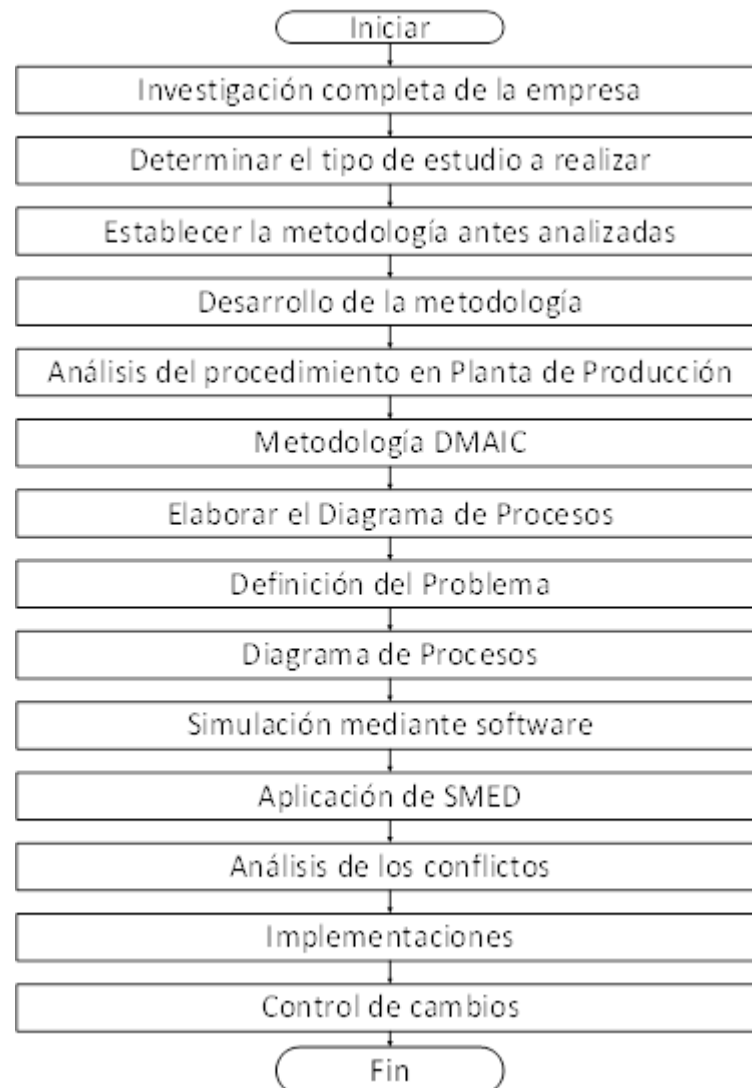 Iniciar
Investigación completa de la empresa
Determinar el tipo de estudio a realizar
Establecer la metodología antes analizadas
Desarrollo de la metodología
Análisis del procedimiento en Planta de Producción
Metodología DMAIC
Elaborar el Diagrama de Procesos
Definición del Problema
Diagrama de Procesos
Simulación mediante software
Aplicación de SMED
Análisis de los conflictos
Implementaciones
Control de cambios
Fin